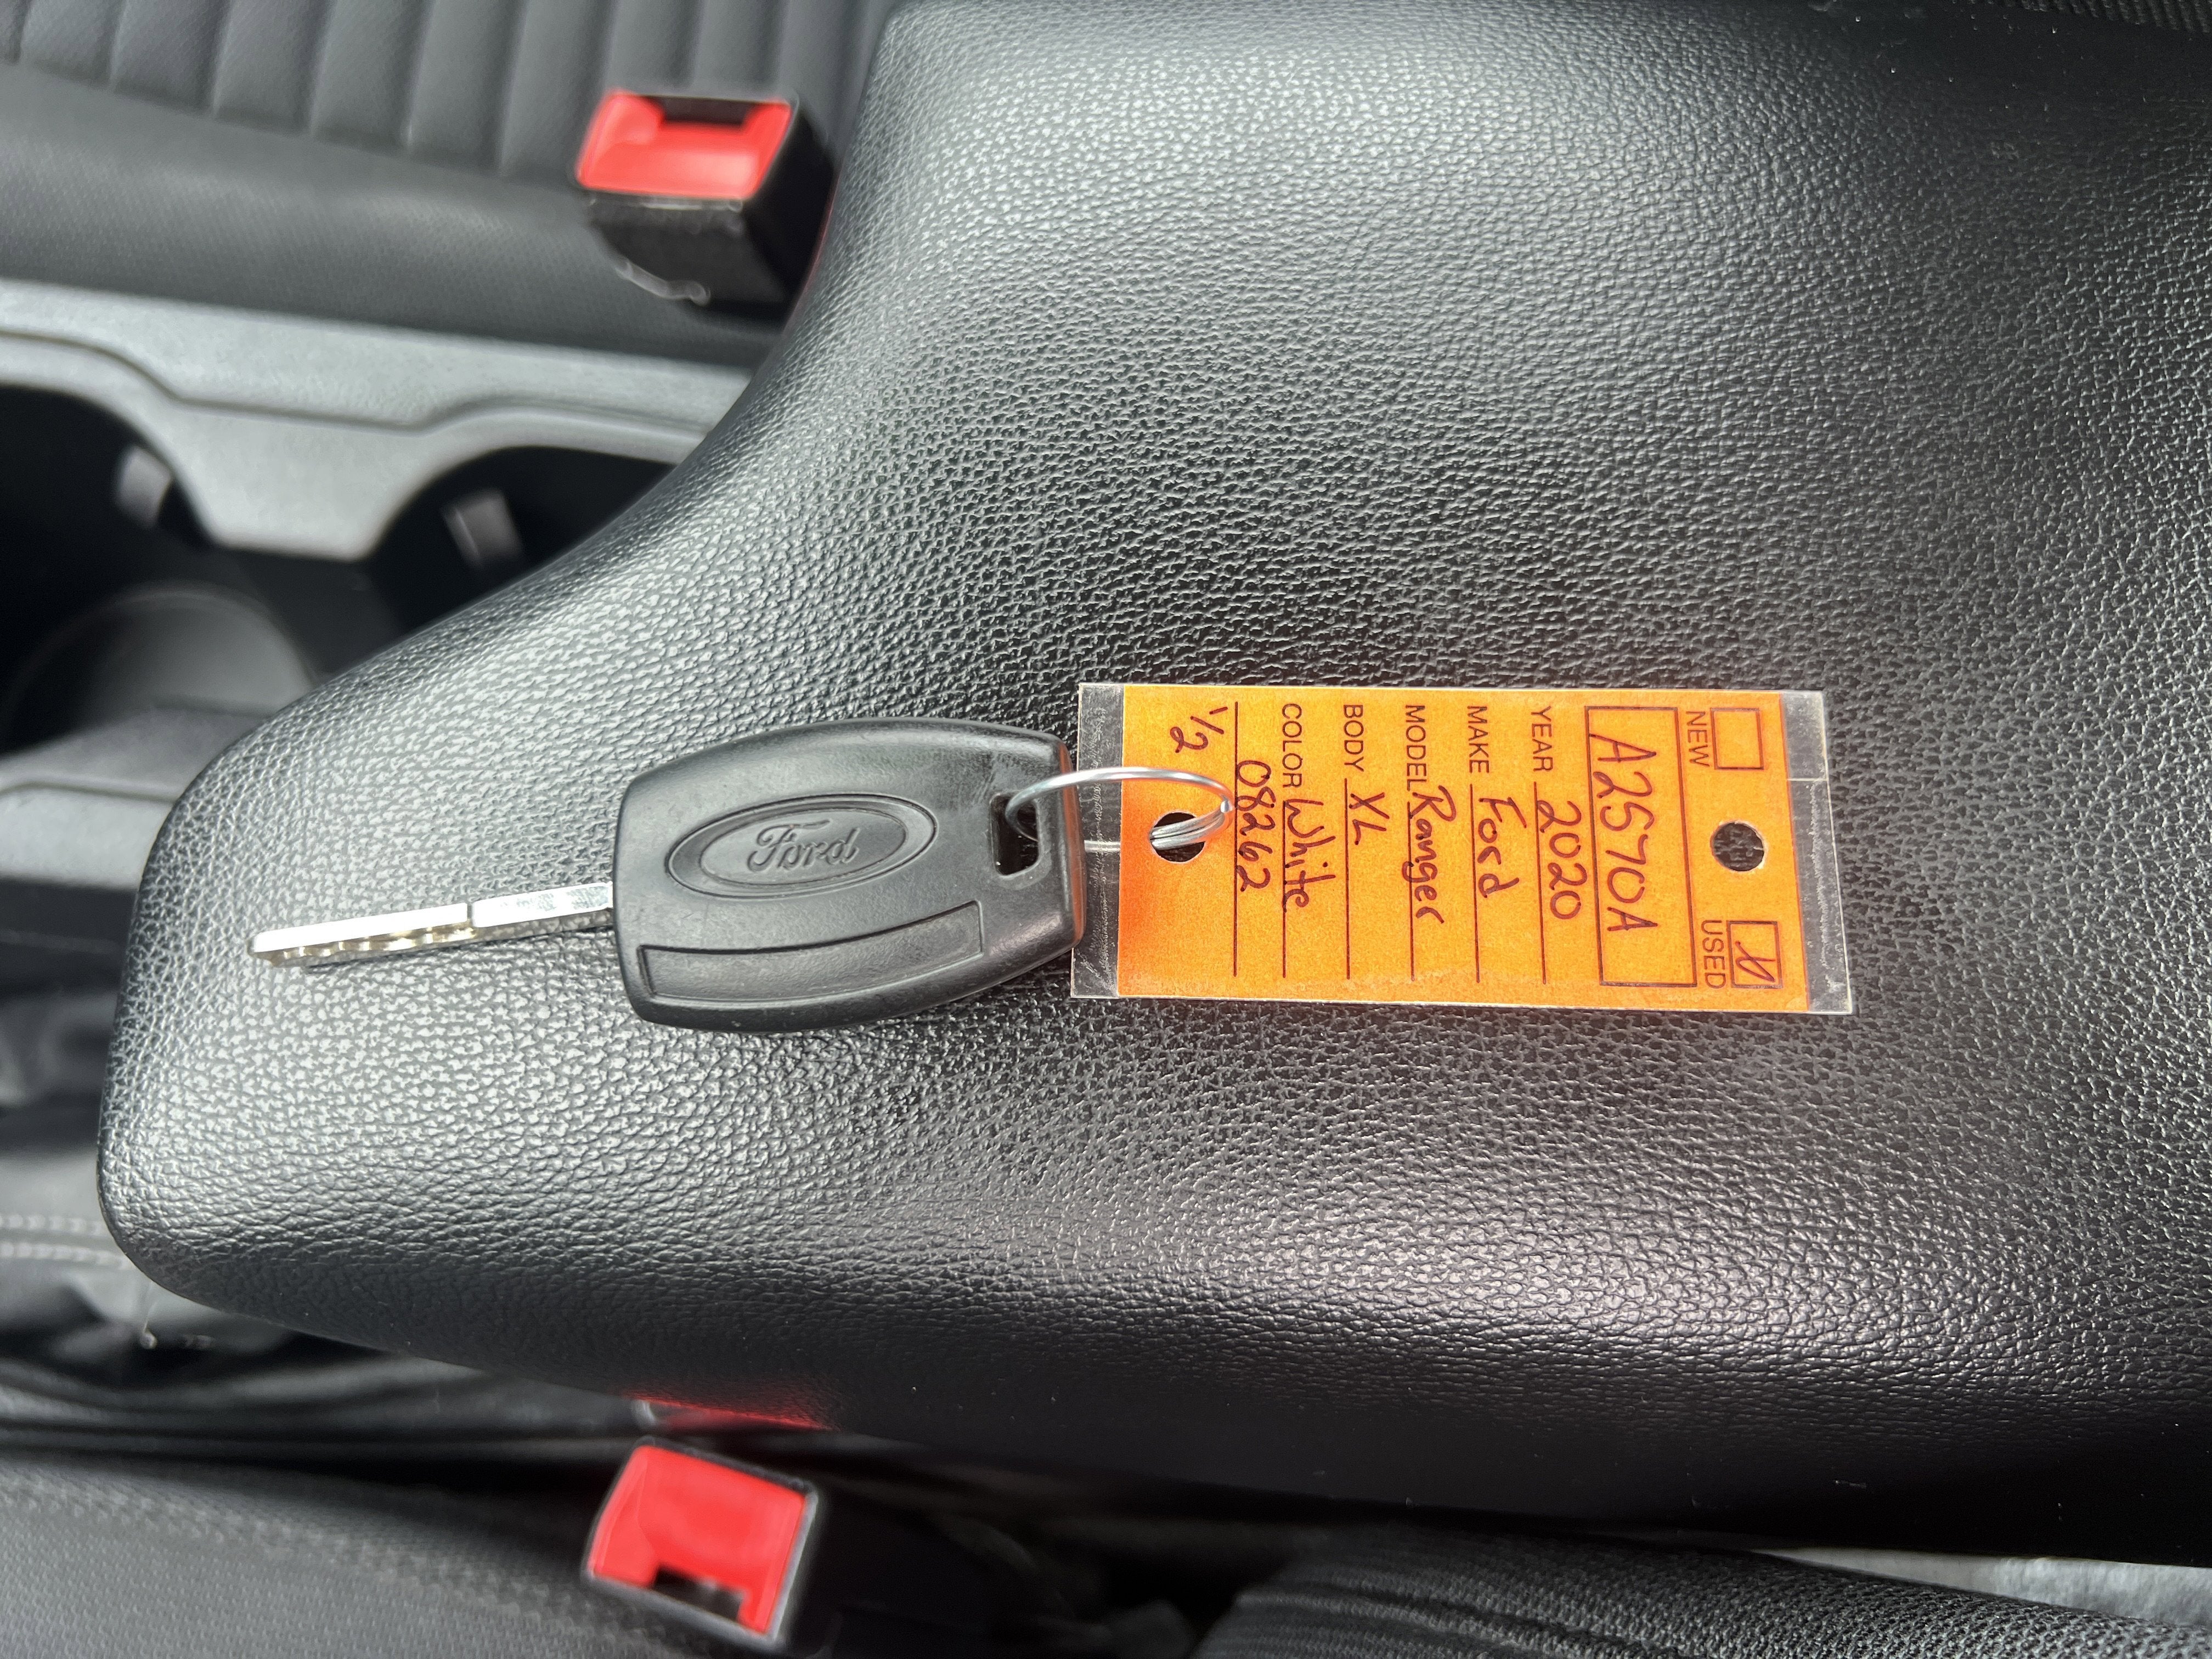 Ford
NEW USED
A2570A
YEAR 2020
MAKE Ford
MODEL Ranger
BODY XL
COLOR White
08262
1/2